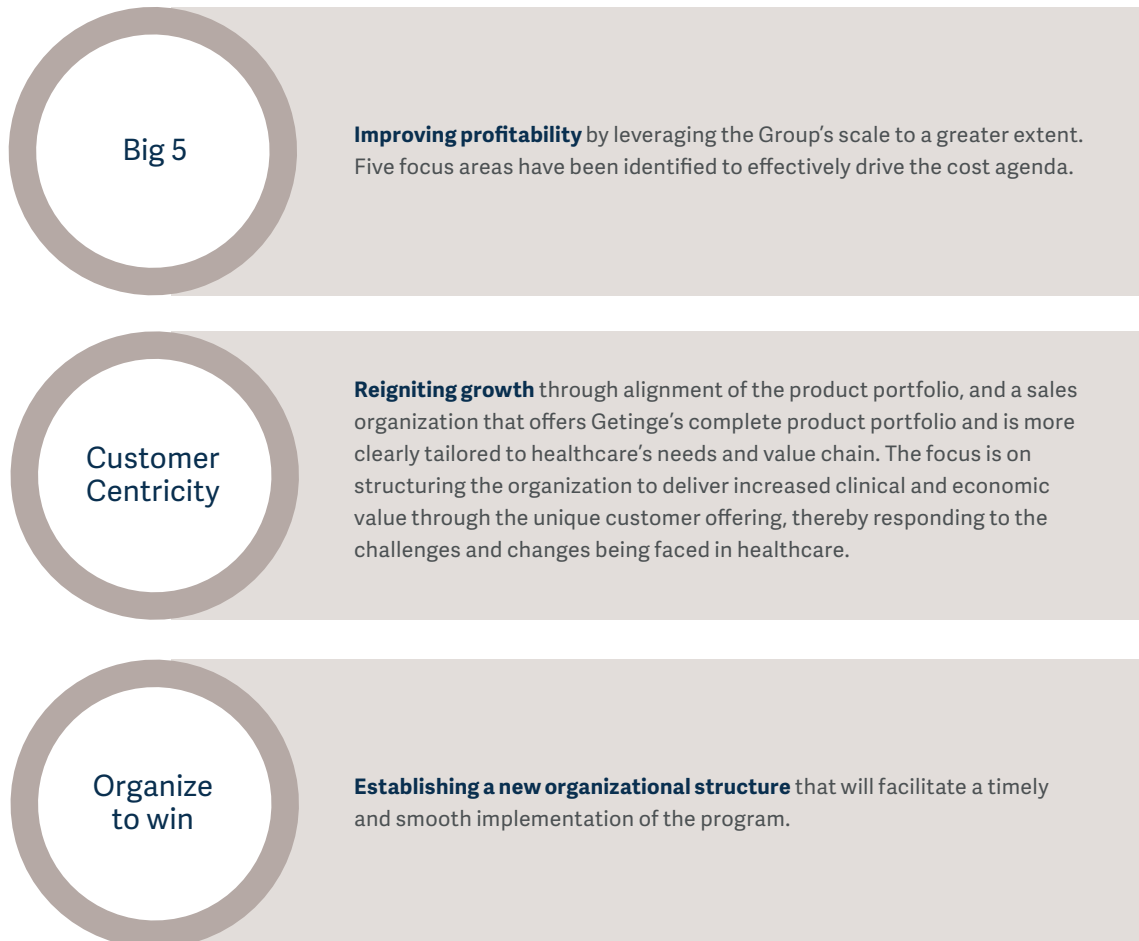 Big 5
Improving profitability by leveraging the Group’s scale to a greater extent.
Five focus areas have been identified to effectively drive the cost agenda.
Customer
Centricity
Reigniting growth through alignment of the product portfolio, and a sales
organization that offers Getinge’s complete product portfolio and is more
clearly tailored to healthcare’s needs and value chain. The focus is on
structuring the organization to deliver increased clinical and economic
value through the unique customer offering, thereby responding to the
challenges and changes being faced in healthcare.
Organize
to win
Establishing a new organizational structure that will facilitate a timely
and smooth implementation of the program.